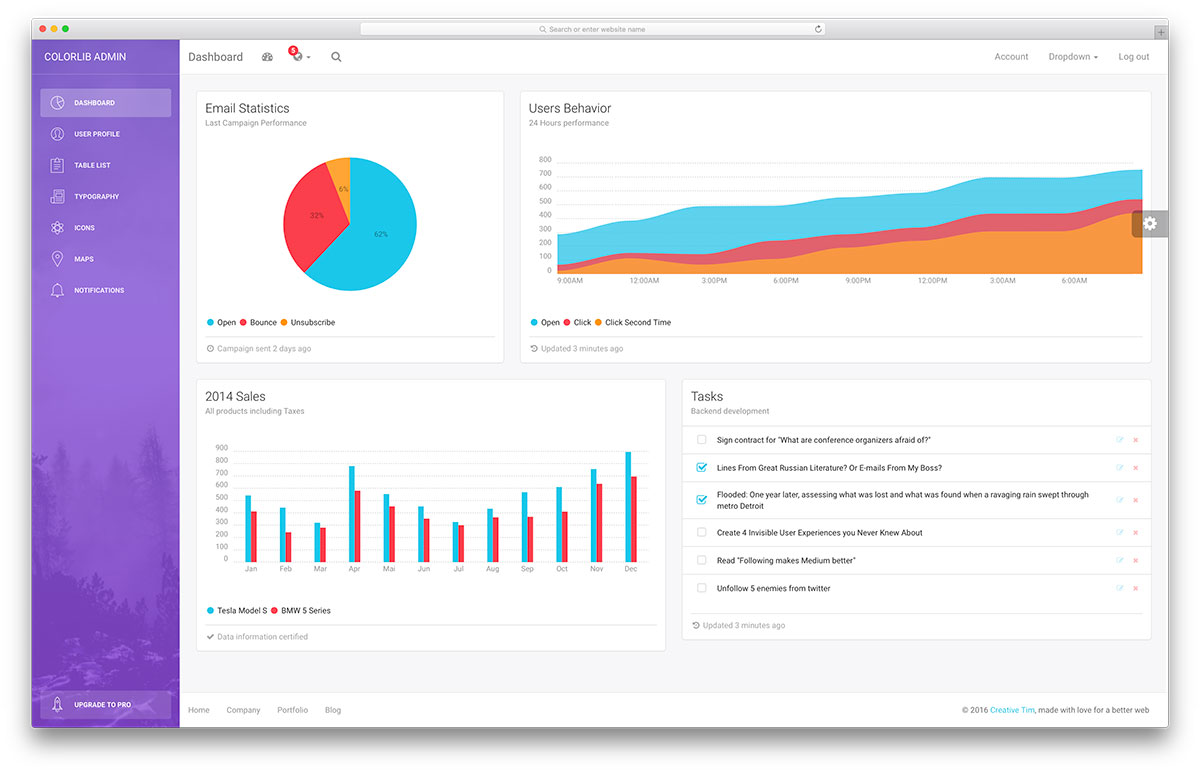 Search or enter website name
COLORLIB ADMIN
DASHBOARD
USER PROFILE
TABLE LIST
TYPOGRAPHY
ICONS
MAPS
NOTIFICATIONS
UPGRADE TO PRO
Dashboard 5 Account Dropdown Log out
Email Statistics
Last Campaign Performance
6%
32%
62%
Open Bounce Unsubscribe
Campaign sent 2 days ago
Users Behavior
24 Hours performance
800
700
600
500
400
300
200
100
0
9:00AM 12:00AM 3:00PM 6:00PM 9:00PM 12:00PM 3:00AM 6:00AM
Open Click Click Second Time
Updated 3 minutes ago
2014 Sales
All products including Taxes
900
800
700
600
500
400
300
200
100
0
Jan Feb Mar Apr Mai Jun Jul Aug Sep Oct Nov Dec
Tesla Model S BMW 5 Series
Data information certified
Tasks
Backend development
Sign contract for "What are conference organizers afraid of?"
Lines From Great Russian Literature? Or E-mails From My Boss?
Flooded: One year later, assessing what was lost and what was found when a ravaging rain swept through
metro Detroit
Create 4 Invisible User Experiences you Never Knew About
Read "Following makes Medium better"
Unfollow 5 enemies from twitter
Updated 3 minutes ago
Home Company Portfolio Blog © 2016 Creative Tim, made with love for a better web